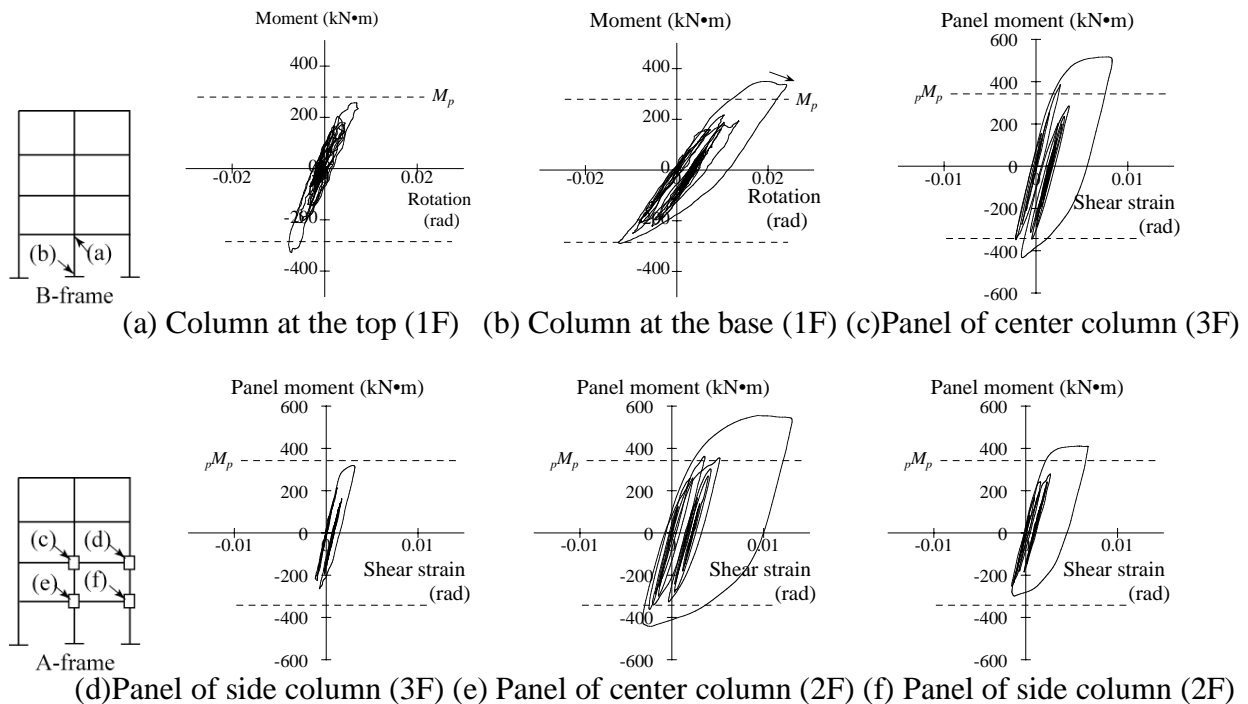 Moment (kN•m)
400
M_p
200
0
-0.02
0.02
Rotation
(rad)
-200
-400
Moment (kN•m)
400
M_p
200
0
-0.02
0.02
Rotation
(rad)
-200
-400
Panel moment (kN•m)
600
400
pM_p
200
0
-0.01
0.01
Shear strain
(rad)
-200
-400
-600
(b)
(a)
B-frame
(a) Column at the top (1F)
(b) Column at the base (1F)
(c)Panel of center column (3F)
Panel moment (kN•m)
600
400
pM_p
200
0
-0.01
0.01
Shear strain
(rad)
-200
-400
-600
Panel moment (kN•m)
600
400
pM_p
200
0
-0.01
0.01
Shear strain
(rad)
-200
-400
-600
Panel moment (kN•m)
600
400
pM_p
200
0
-0.01
0.01
Shear strain
(rad)
-200
-400
-600
(c)
(d)
(e)
(f)
A-frame
(d)Panel of side column (3F)
(e) Panel of center column (2F)
(f) Panel of side column (2F)